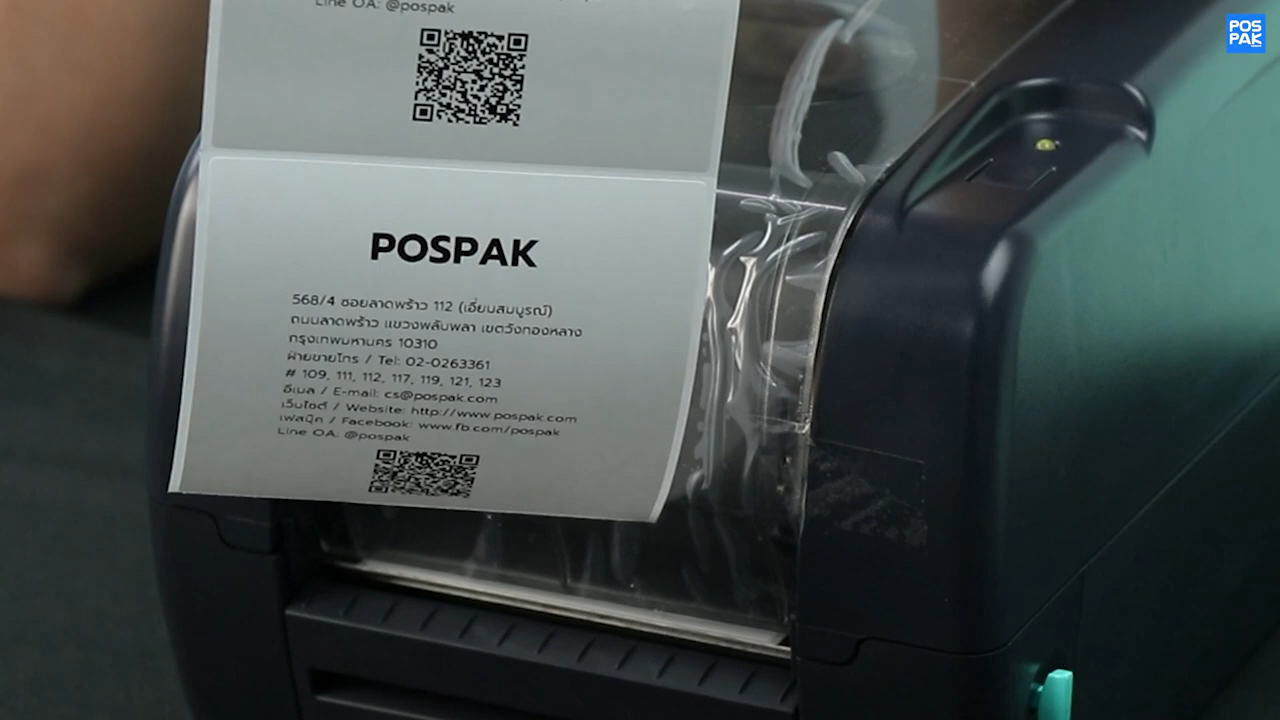 Line OA: @pospak
POS
PAK
POSPAK
568/4 ซอยลาดพร้าว 112 (เอี่ยมสมบูรณ์)
ถนนลาดพร้าว แขวงพลับพลา เขตวังทองหลาง
กรุงเทพมหานคร 10310
ฝ่ายขายโทร / Tel: 02-0263361
# 109, 111, 112, 117, 119, 121, 123
อีเมล / E-mail: cs@pospak.com
เว็บไซต์ / Website: http://www.pospak.com
เฟสบุ๊ก / Facebook: www.fb.com/pospak
Line OA: @pospak